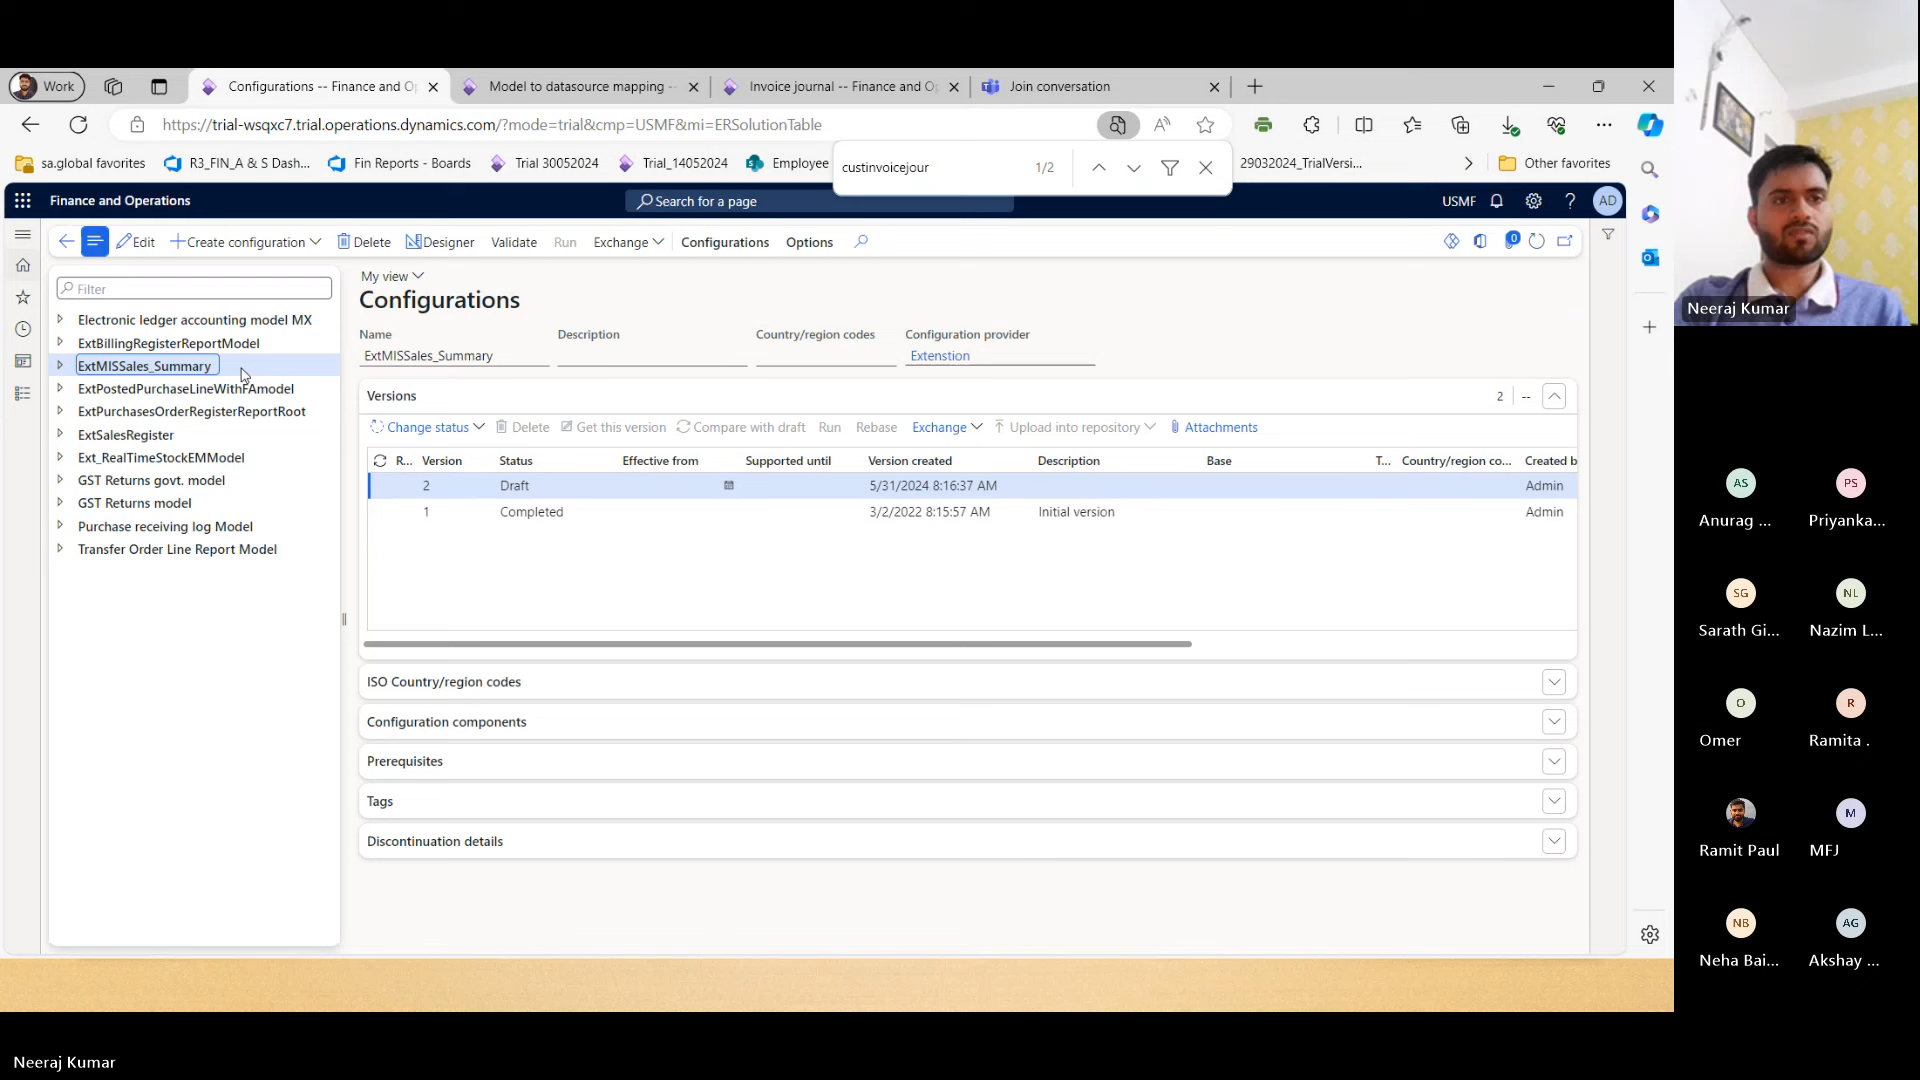 Work
Configurations -- Finance and Op
Model to datasource mapping --
Invoice journal -- Finance and Op
Join conversation
https://trial-wsqxc7.trial.operations.dynamics.com/?mode=trial&cmp=USMF&mi=ERSolutionTable
sa.global favorites
R3_FIN_A & S Dash...
Fin Reports - Boards
Trial 30052024
Trial_14052024
Employee
custinvoicejour
1/2
29032024_TrialVersi...
Other favorites
Finance and Operations
Search for a page
USMF
AD
Edit
Create configuration
Delete
Designer
Validate
Run
Exchange
Configurations
Options
0
Filter
Electronic ledger accounting model MX
ExtBillingRegisterReportModel
ExtMISSales_Summary
ExtPostedPurchaseLineWithFAmodel
ExtPurchasesOrderRegisterReportRoot
ExtSalesRegister
Ext_RealTimeStockEMModel
GST Returns govt. model
GST Returns model
Purchase receiving log Model
Transfer Order Line Report Model
My view
Configurations
Name
Description
Country/region codes
Configuration provider
ExtMISSales_Summary
Extenstion
Versions
2
--
Change status
Delete
Get this version
Compare with draft
Run
Rebase
Exchange
Upload into repository
Attachments
R...
Version
Status
Effective from
Supported until
Version created
Description
Base
T...
Country/region co...
Created b
2
Draft
5/31/2024 8:16:37 AM
Admin
1
Completed
3/2/2022 8:15:57 AM
Initial version
Admin
ISO Country/region codes
Configuration components
Prerequisites
Tags
Discontinuation details
Neeraj Kumar
AS
Anurag ...
PS
Priyanka...
SG
Sarath Gi...
NL
Nazim L...
O
Omer
R
Ramita .
Ramit Paul
M
MFJ
NB
Neha Bai...
AG
Akshay ...
Neeraj Kumar